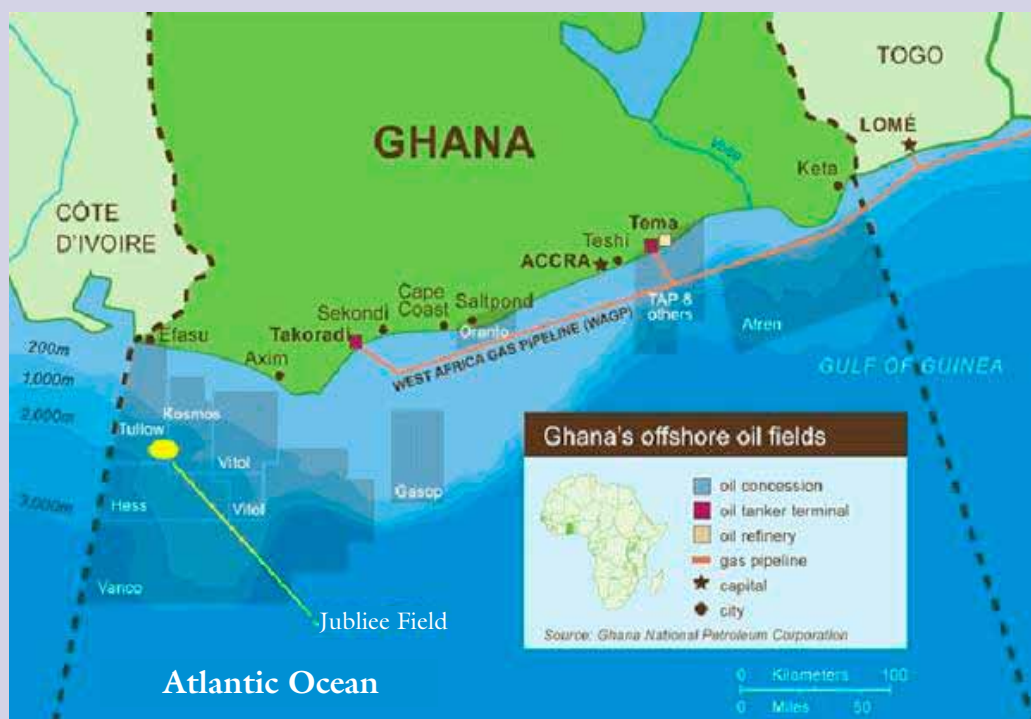 TOGO
LOMÉ
GHANA
Volta
Keta
CÔTE
D'IVOIRE
Tema
Teshi
ACCRA
Cape
Coast
Saltpond
Sekondi
Takoradi
Efasu
Axim
Oranto
TAP &
others
Afren
WEST AFRICA GAS PIPELINE (WAGP)
GULF OF GUINEA
200m
1,000m
2,000m
3,000m
Kosmos
Tullow
Vitol
Hess
Vitol
Gasop
Vanco
Jubliee Field
Atlantic Ocean
Ghana's offshore oil fields
oil concession
oil tanker terminal
oil refinery
gas pipeline
capital
city
Source: Ghana National Petroleum Corporation
0 Kilometers 100
0 Miles 50